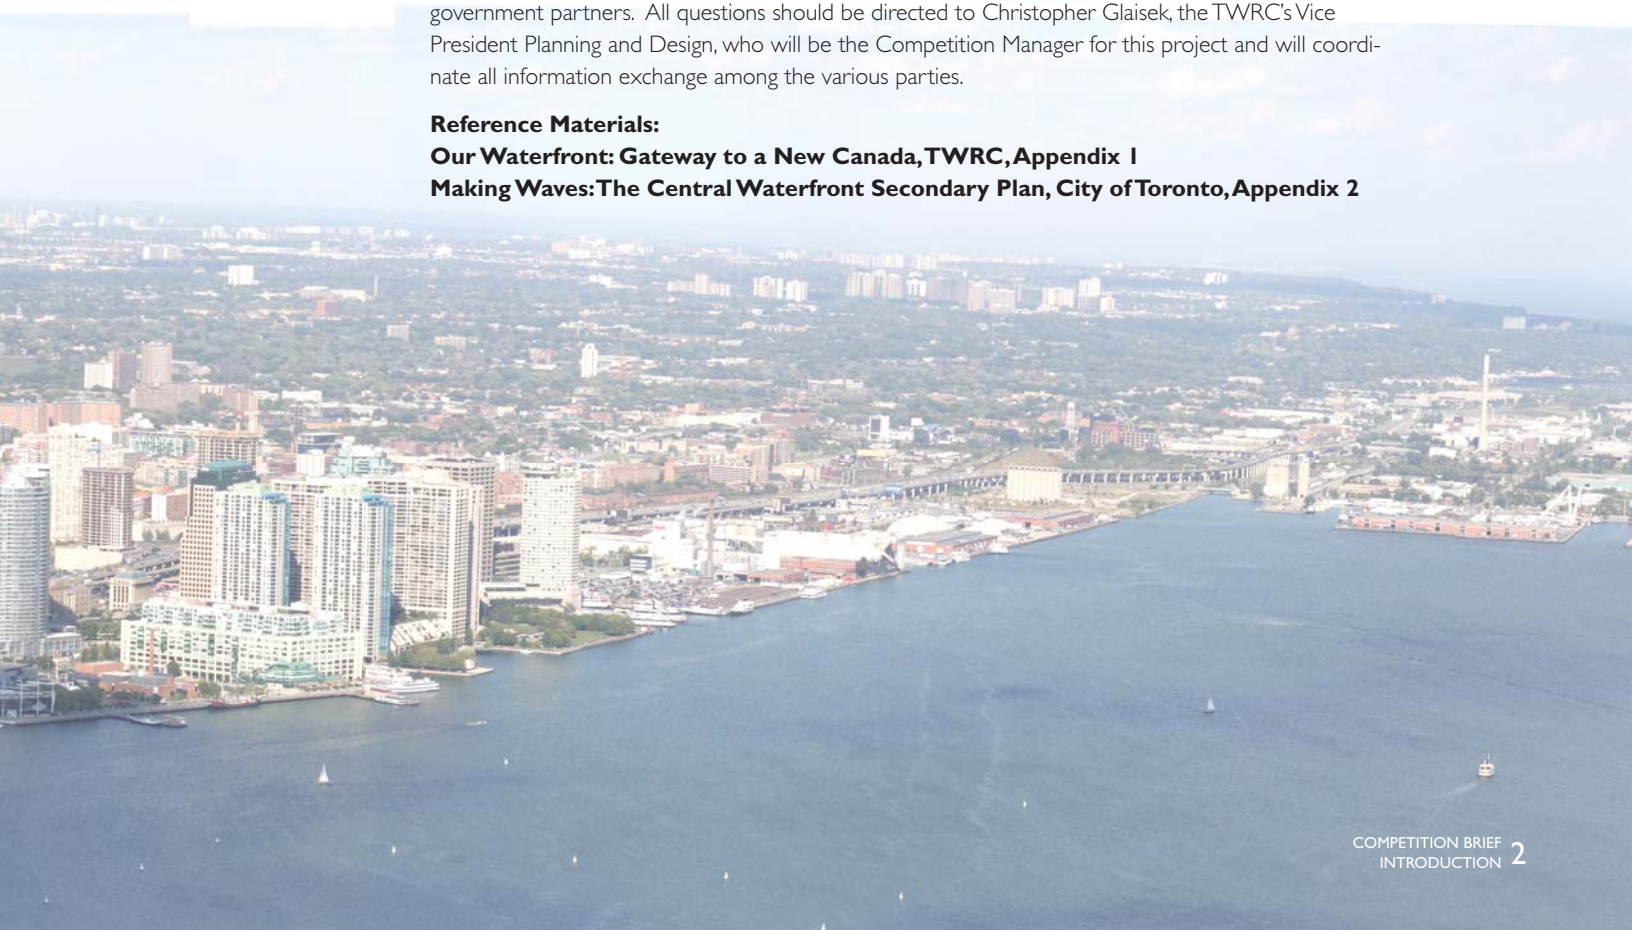 government partners. All questions should be directed to Christopher Glaisek, the TWRC's Vice
President Planning and Design, who will be the Competition Manager for this project and will coordi-
nate all information exchange among the various parties.
Reference Materials:
Our Waterfront: Gateway to a New Canada, TWRC, Appendix 1
Making Waves: The Central Waterfront Secondary Plan, City of Toronto, Appendix 2
COMPETITION BRIEF
INTRODUCTION 2